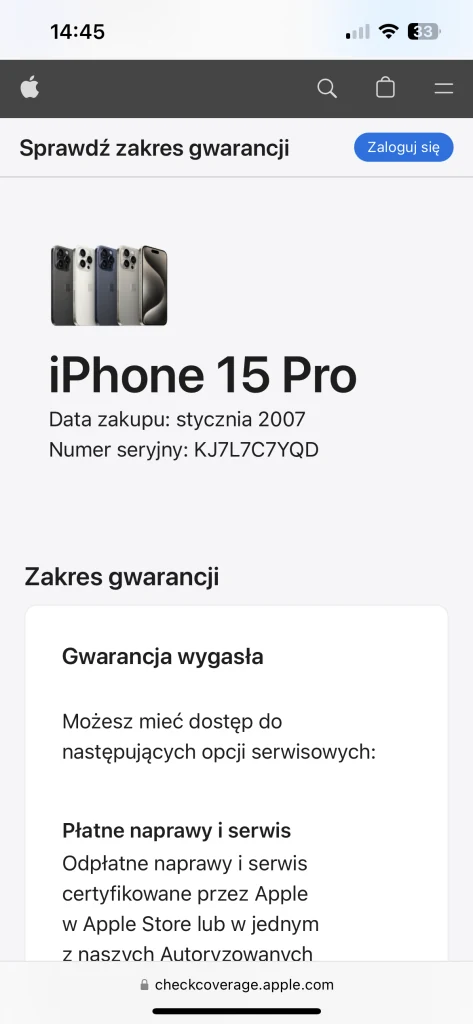 14:45
33
Sprawdź zakres gwarancji
Zaloguj się
iPhone 15 Pro
Data zakupu: stycznia 2007
Numer seryjny: KJ7L7C7YQD
Zakres gwarancji
Gwarancja wygasła
Możesz mieć dostęp do
następujących opcji serwisowych:
Płatne naprawy i serwis
Odpłatne naprawy i serwis
certyfikowane przez Apple
w Apple Store lub w jednym
z naszych Autoryzowanych
checkcoverage.apple.com